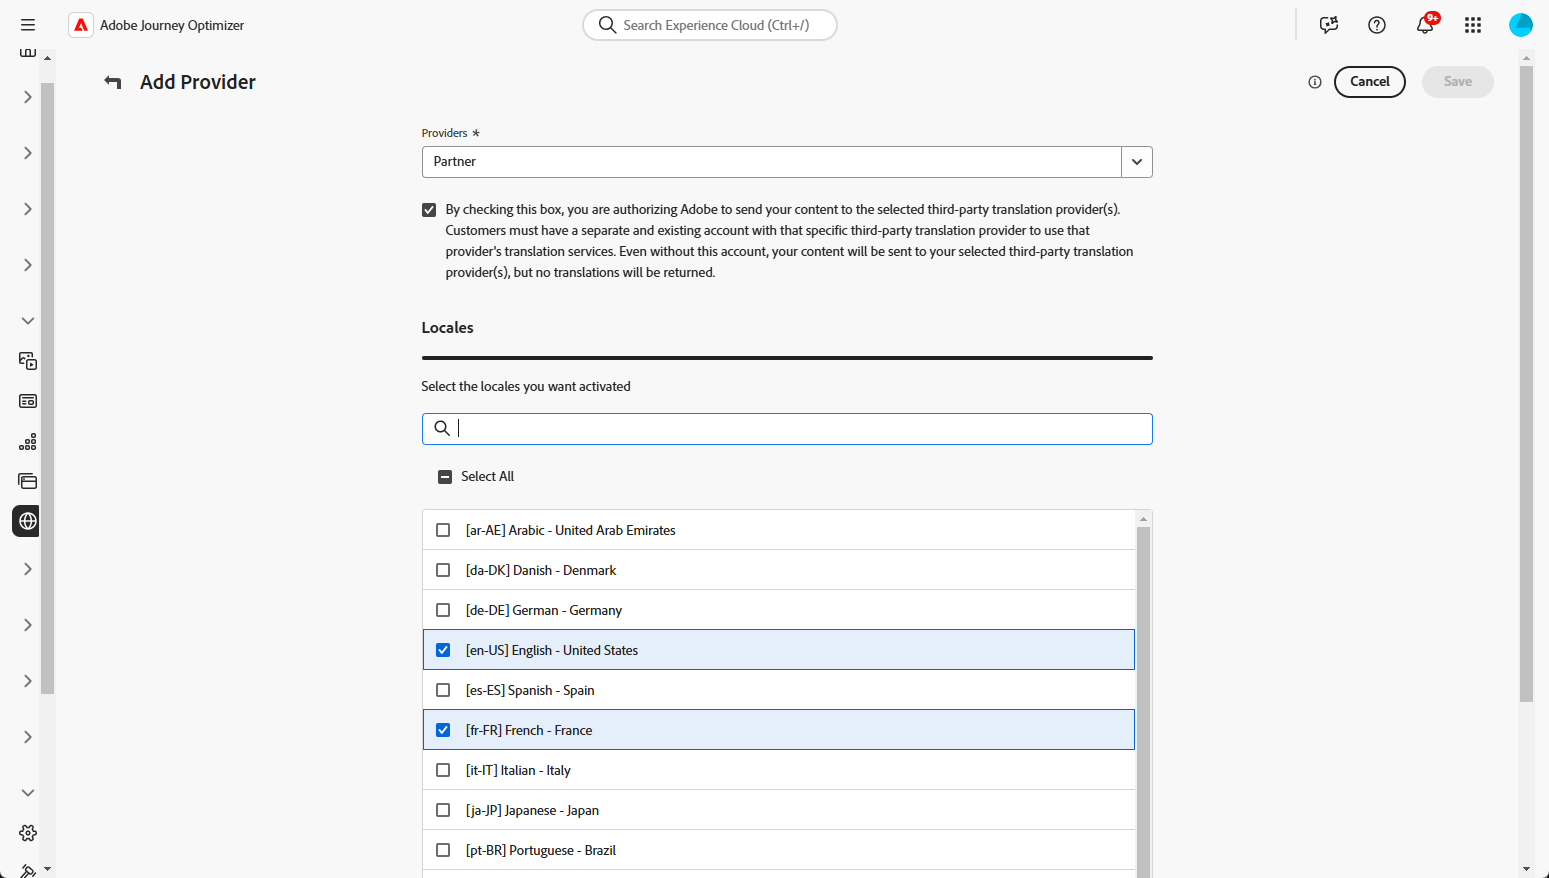 Adobe Journey Optimizer
Search Experience Cloud (Ctrl+/)
9+
Add Provider
Cancel
Save
Providers *
Partner
By checking this box, you are authorizing Adobe to send your content to the selected third-party translation provider(s).
Customers must have a separate and existing account with that specific third-party translation provider to use that
provider's translation services. Even without this account, your content will be sent to your selected third-party translation
provider(s), but no translations will be returned.
Locales
Select the locales you want activated
Select All
[ar-AE] Arabic - United Arab Emirates
[da-DK] Danish - Denmark
[de-DE] German - Germany
[en-US] English - United States
[es-ES] Spanish - Spain
[fr-FR] French - France
[it-IT] Italian - Italy
[ja-JP] Japanese - Japan
[pt-BR] Portuguese - Brazil